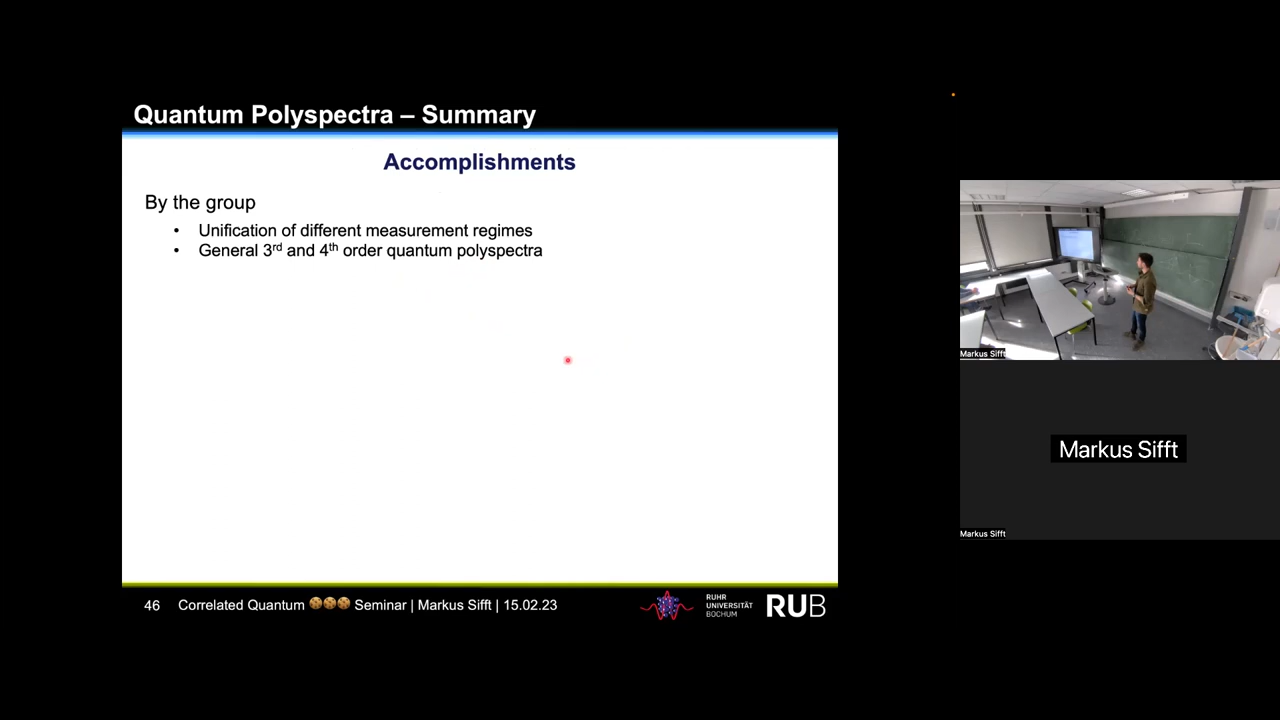 Quantum Polyspectra – Summary
Accomplishments
By the group
• Unification of different measurement regimes
• General 3rd and 4th order quantum polyspectra
46 Correlated Quantum 🍪🍪🍪 Seminar | Markus Sifft | 15.02.23
RUHR
UNIVERSITÄT
BOCHUM
RUB
Markus Sifft
Markus Sifft
Markus Sifft